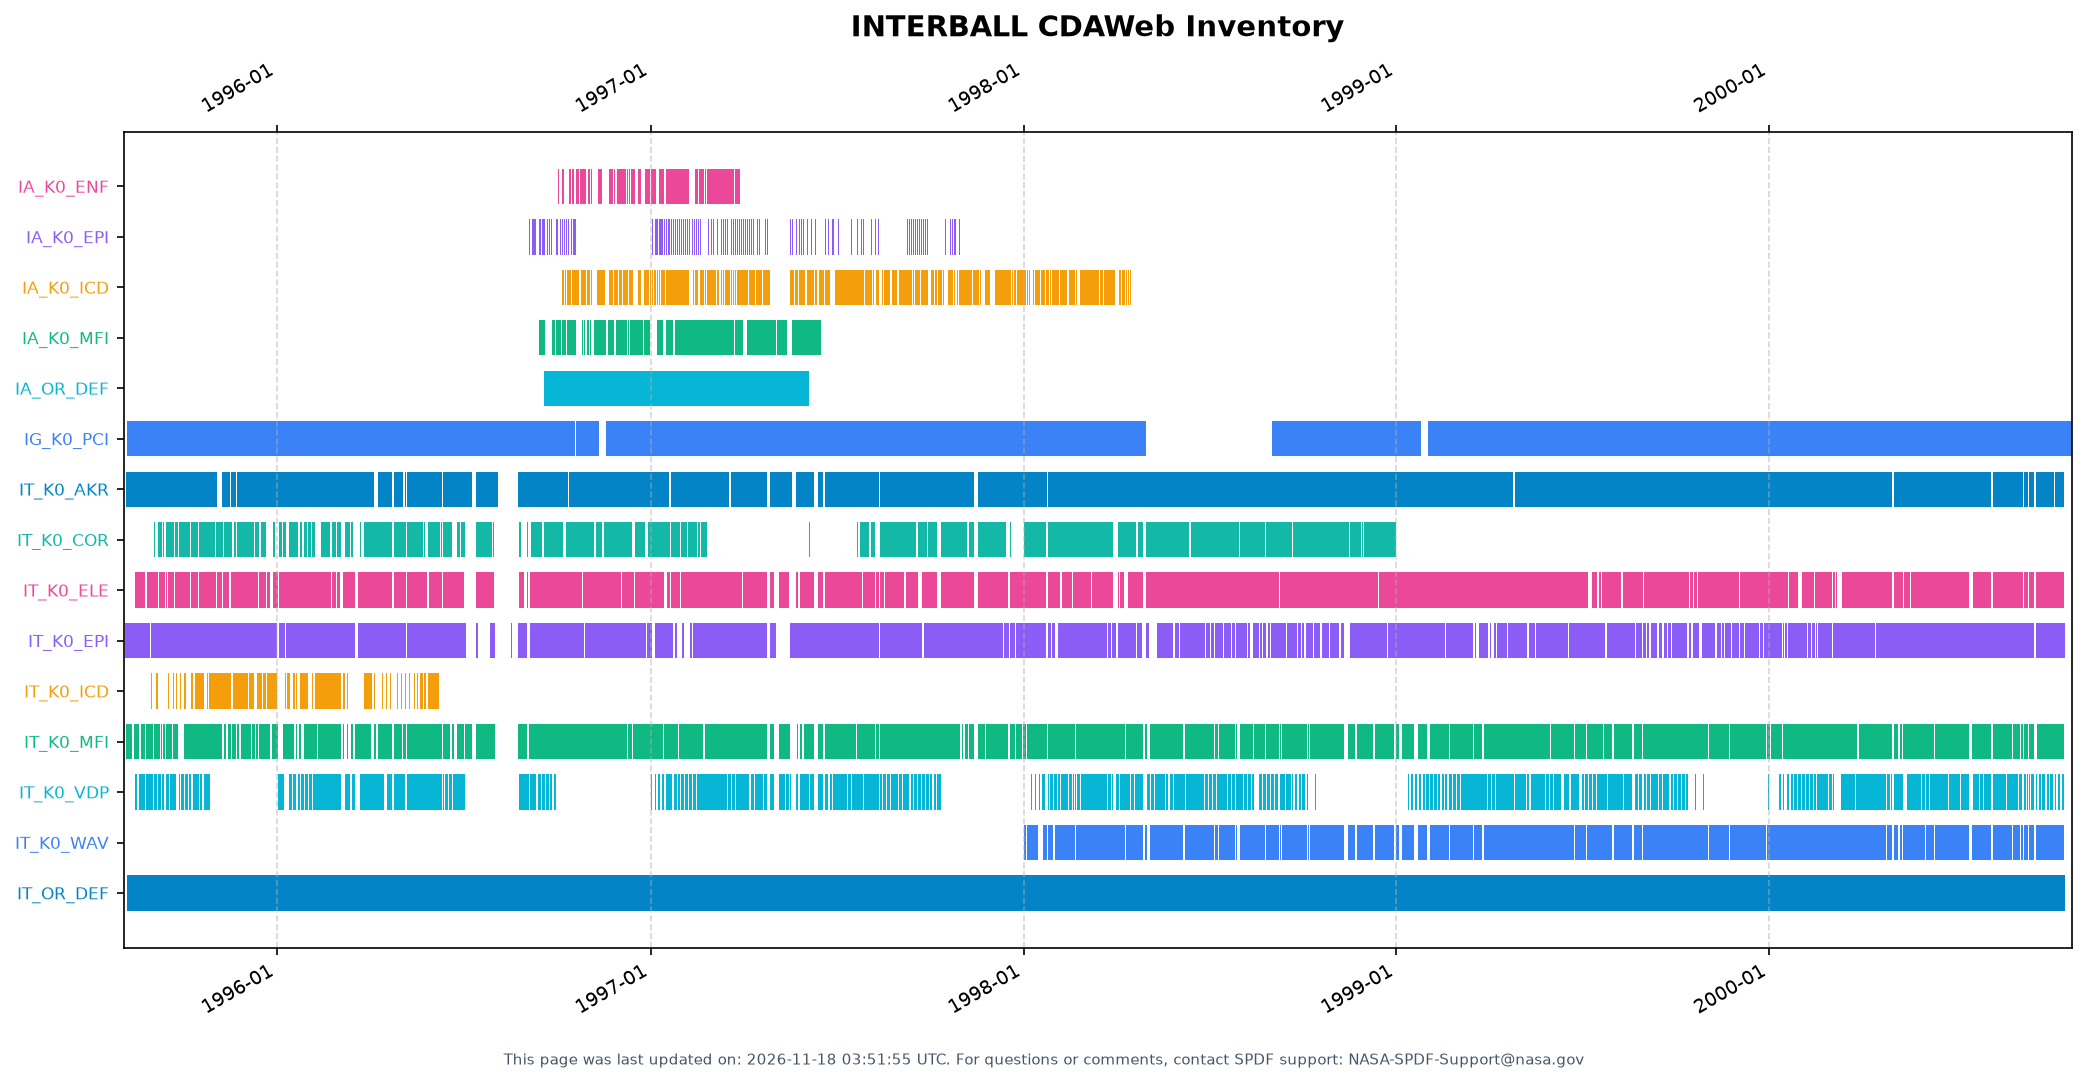 INTERBALL CDAWeb Inventory
1996-01 1997-01 1998-01 1999-01 2000-01
IA_K0_ENF
IA_K0_EPI
IA_K0_ICD
IA_K0_MFI
IA_OR_DEF
IG_K0_PCI
IT_K0_AKR
IT_K0_COR
IT_K0_ELE
IT_K0_EPI
IT_K0_ICD
IT_K0_MFI
IT_K0_VDP
IT_K0_WAV
IT_OR_DEF
1996-01 1997-01 1998-01 1999-01 2000-01
This page was last updated on: 2026-11-18 03:51:55 UTC. For questions or comments, contact SPDF support: NASA-SPDF-Support@nasa.gov